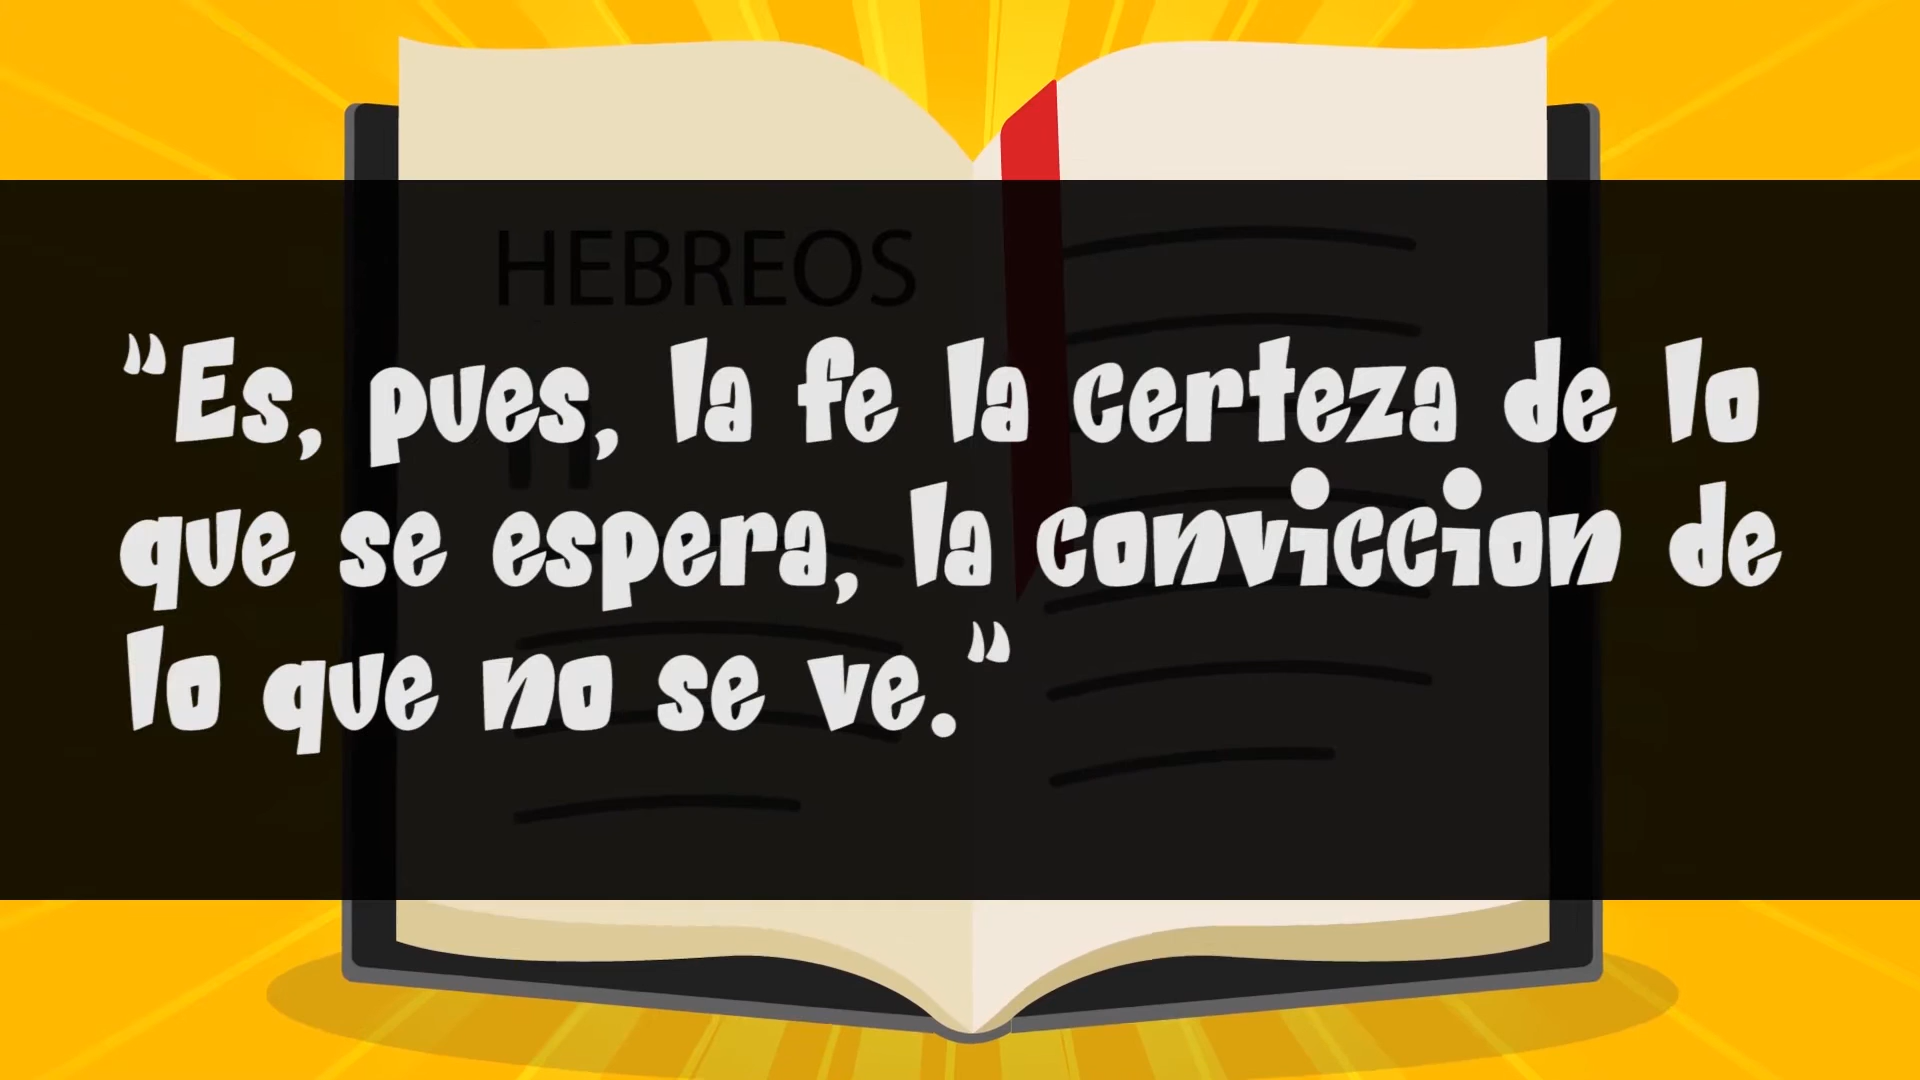 HEBREOS
11
“Es, pues, la fe la certeza de lo
que se espera, la conviccion de
lo que no se ve.”